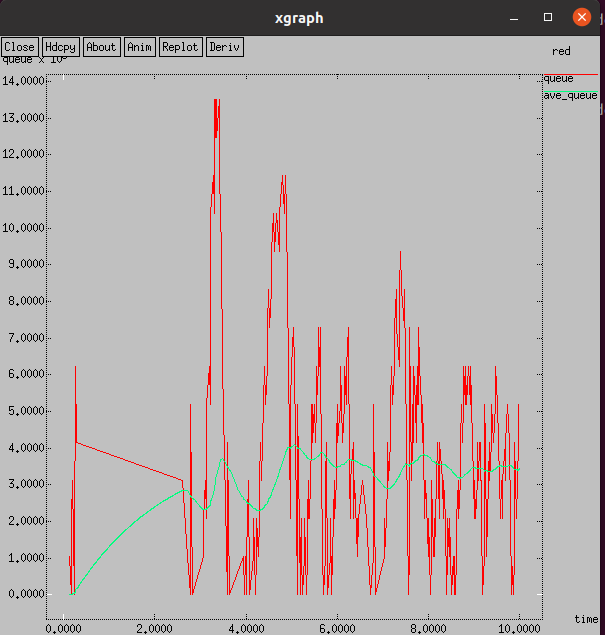 xgraph
Close Hdcpy About Anim Replot Deriv
red
queue x 10³
queue
ave_queue
14.0000
13.0000
12.0000
11.0000
10.0000
9.0000
8.0000
7.0000
6.0000
5.0000
4.0000
3.0000
2.0000
1.0000
0.0000
time
0.0000 2.0000 4.0000 6.0000 8.0000 10.0000